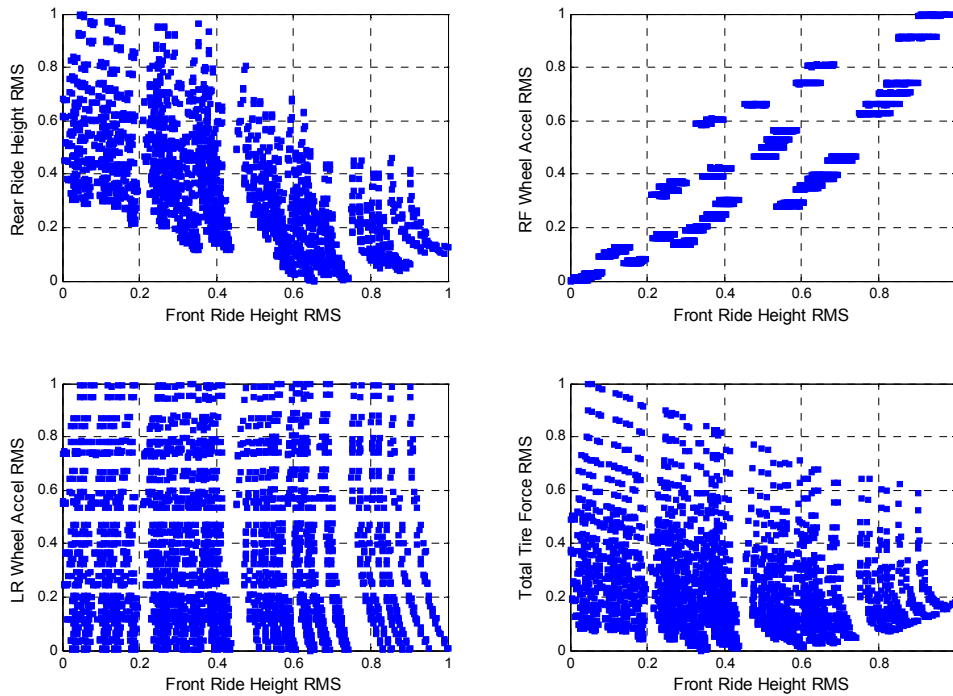 1
0.8
0.6
0.4
0.2
0
Rear Ride Height RMS
0 0.2 0.4 0.6 0.8 1
Front Ride Height RMS
1
0.8
0.6
0.4
0.2
0
RF Wheel Accel RMS
0 0.2 0.4 0.6 0.8
Front Ride Height RMS
1
0.8
0.6
0.4
0.2
0
LR Wheel Accel RMS
0 0.2 0.4 0.6 0.8 1
Front Ride Height RMS
1
0.8
0.6
0.4
0.2
0
Total Tire Force RMS
0 0.2 0.4 0.6 0.8
Front Ride Height RMS